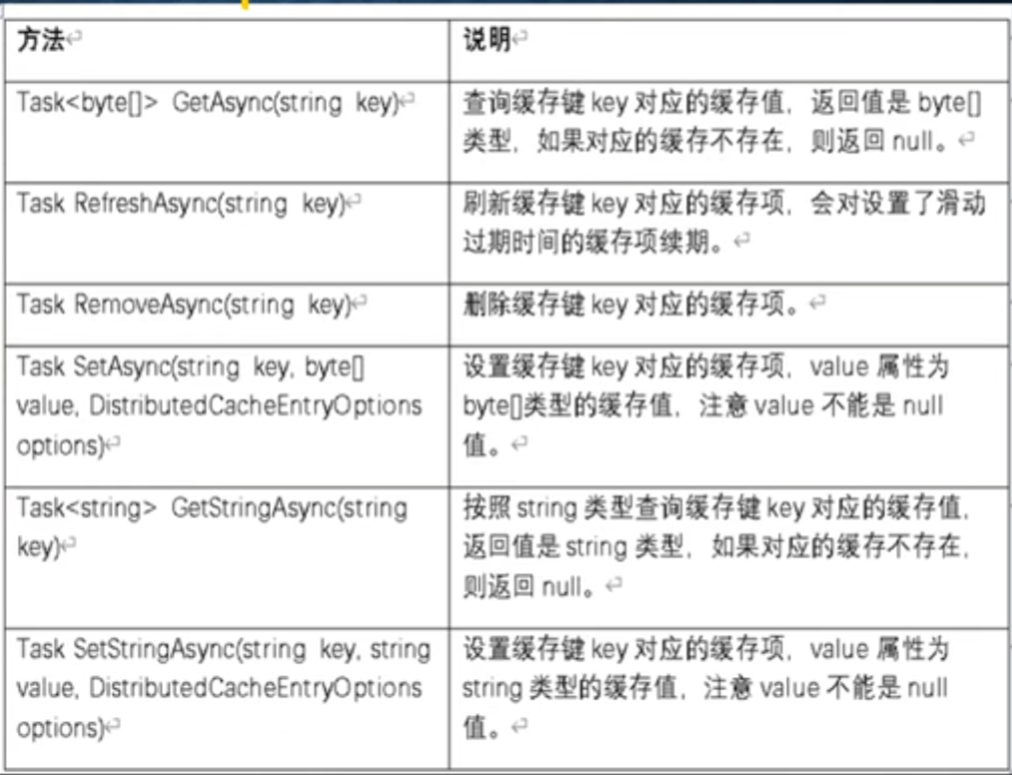 方法
说明
Task<byte[]> GetAsync(string key)
查询缓存键 key 对应的缓存值，返回值是 byte[]
类型，如果对应的缓存不存在，则返回 null。
Task RefreshAsync(string key)
刷新缓存键 key 对应的缓存项，会对设置了滑动
过期时间的缓存项续期。
Task RemoveAsync(string key)
删除缓存键 key 对应的缓存项。
Task SetAsync(string key, byte[]
value, DistributedCacheEntryOptions
options)
设置缓存键 key 对应的缓存项，value 属性为
byte[]类型的缓存值，注意 value 不能是 null
值。
Task<string> GetStringAsync(string
key)
按照 string 类型查询缓存键 key 对应的缓存值，
返回值是 string 类型，如果对应的缓存不存在，
则返回 null。
Task SetStringAsync(string key, string
value, DistributedCacheEntryOptions
options)
设置缓存键 key 对应的缓存项，value 属性为
string 类型的缓存值，注意 value 不能是 null
值。